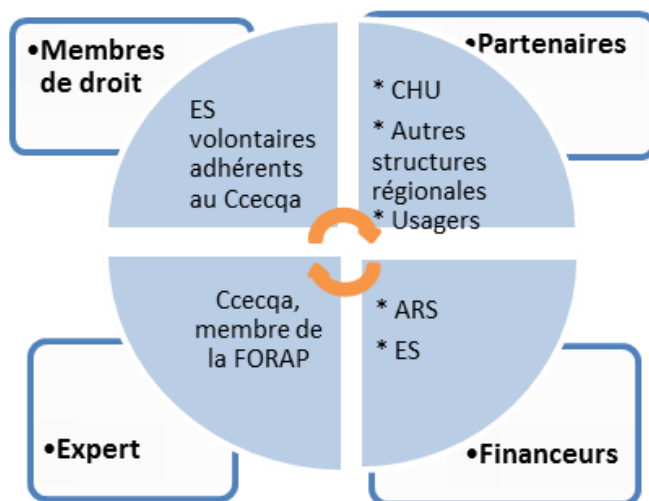 •Membres
de droit
ES
volontaires
adhérents
au Ccecqa
•Partenaires
* CHU
* Autres
structures
régionales
* Usagers
Ccecqa,
membre de
la FORAP
•Expert
* ARS
* ES
•Financeurs